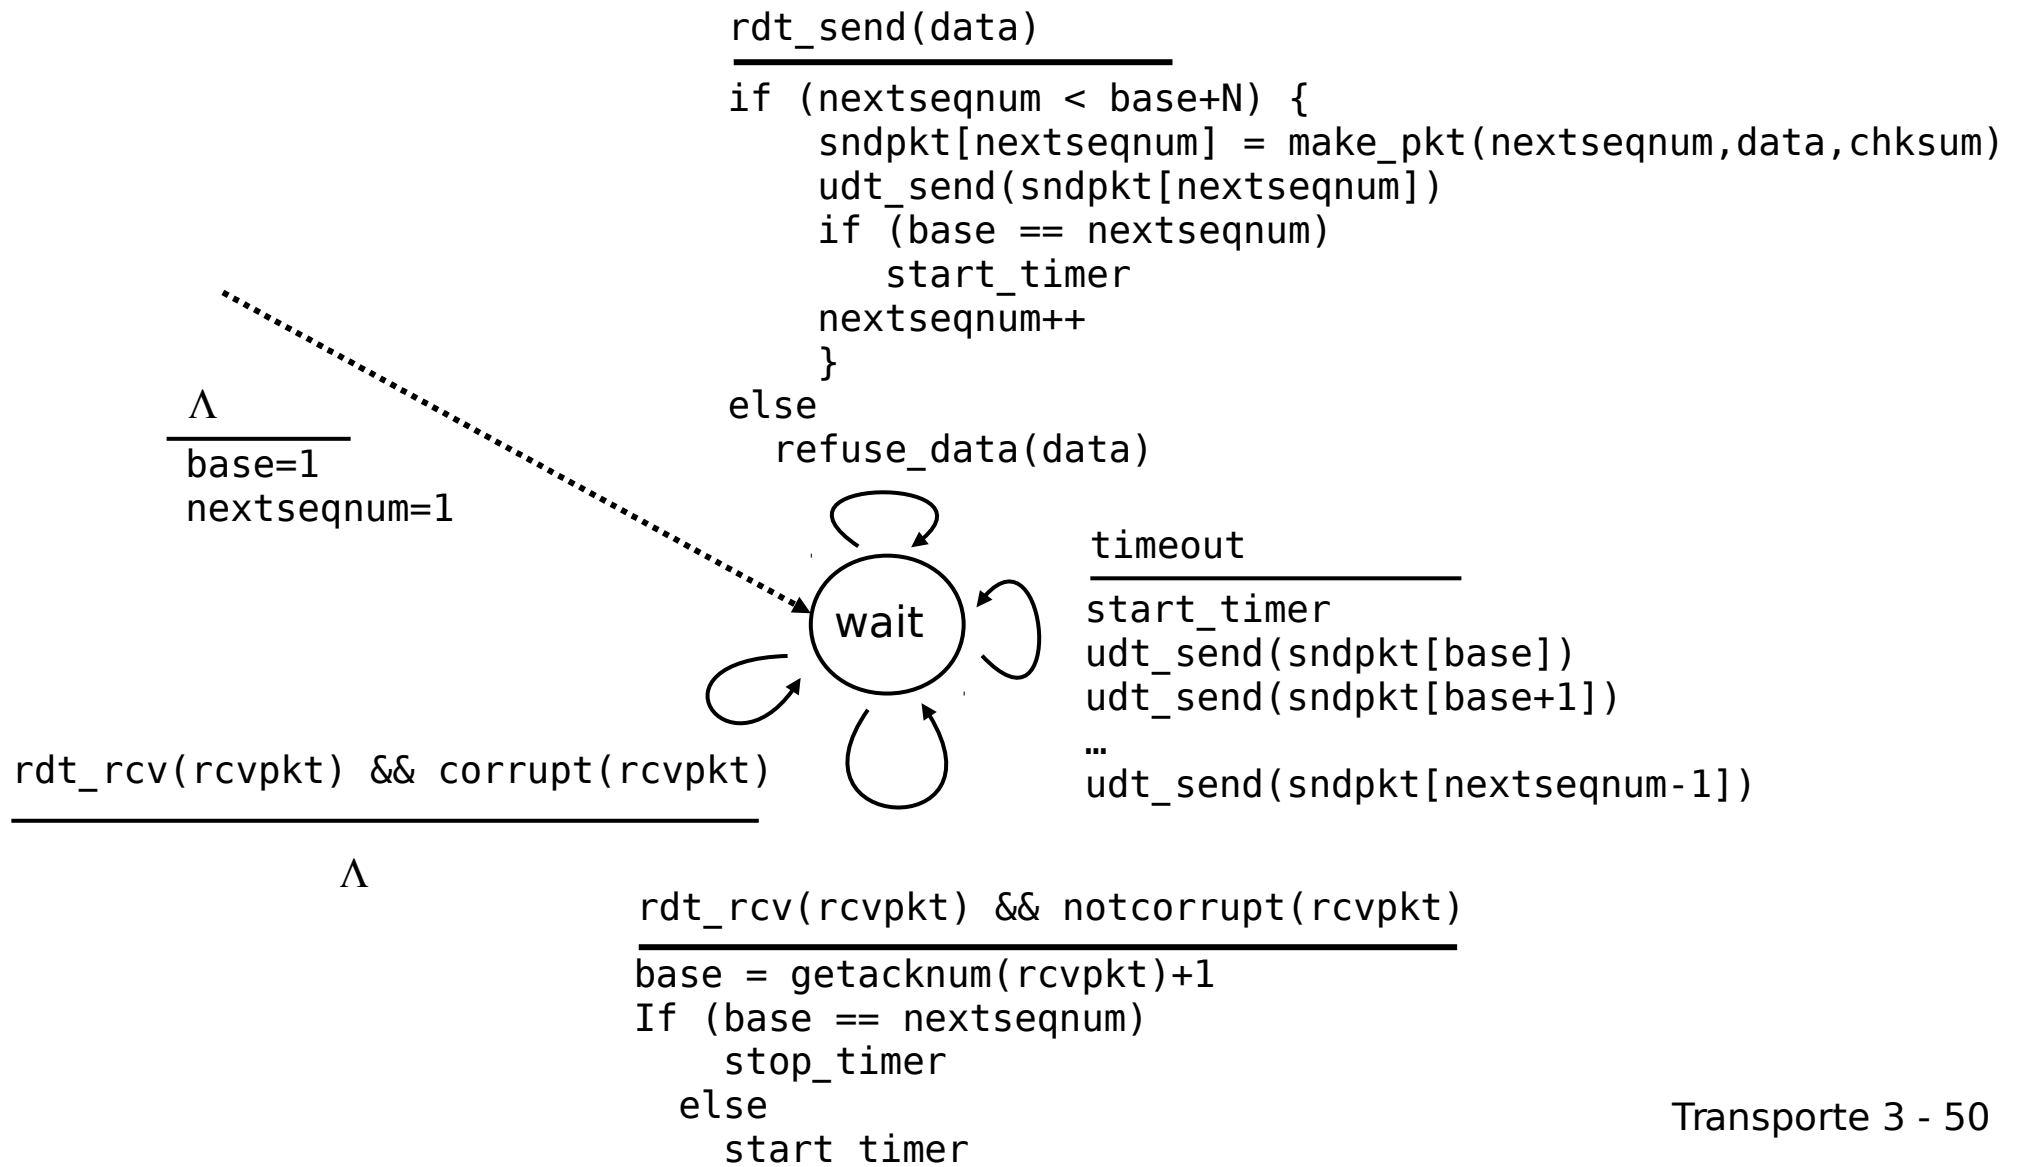 rdt_send(data)
if (nextseqnum < base+N) {
sndpkt[nextseqnum] = make_pkt(nextseqnum,data,chksum)
udt_send(sndpkt[nextseqnum])
if (base == nextseqnum)
start_timer
nextseqnum++
}
else
refuse_data(data)
Λ
base=1
nextseqnum=1
wait
timeout
start_timer
udt_send(sndpkt[base])
udt_send(sndpkt[base+1])
…
udt_send(sndpkt[nextseqnum-1])
rdt_rcv(rcvpkt) && corrupt(rcvpkt)
Λ
rdt_rcv(rcvpkt) && notcorrupt(rcvpkt)
base = getacknum(rcvpkt)+1
If (base == nextseqnum)
stop_timer
else
start timer
Transporte 3 - 50